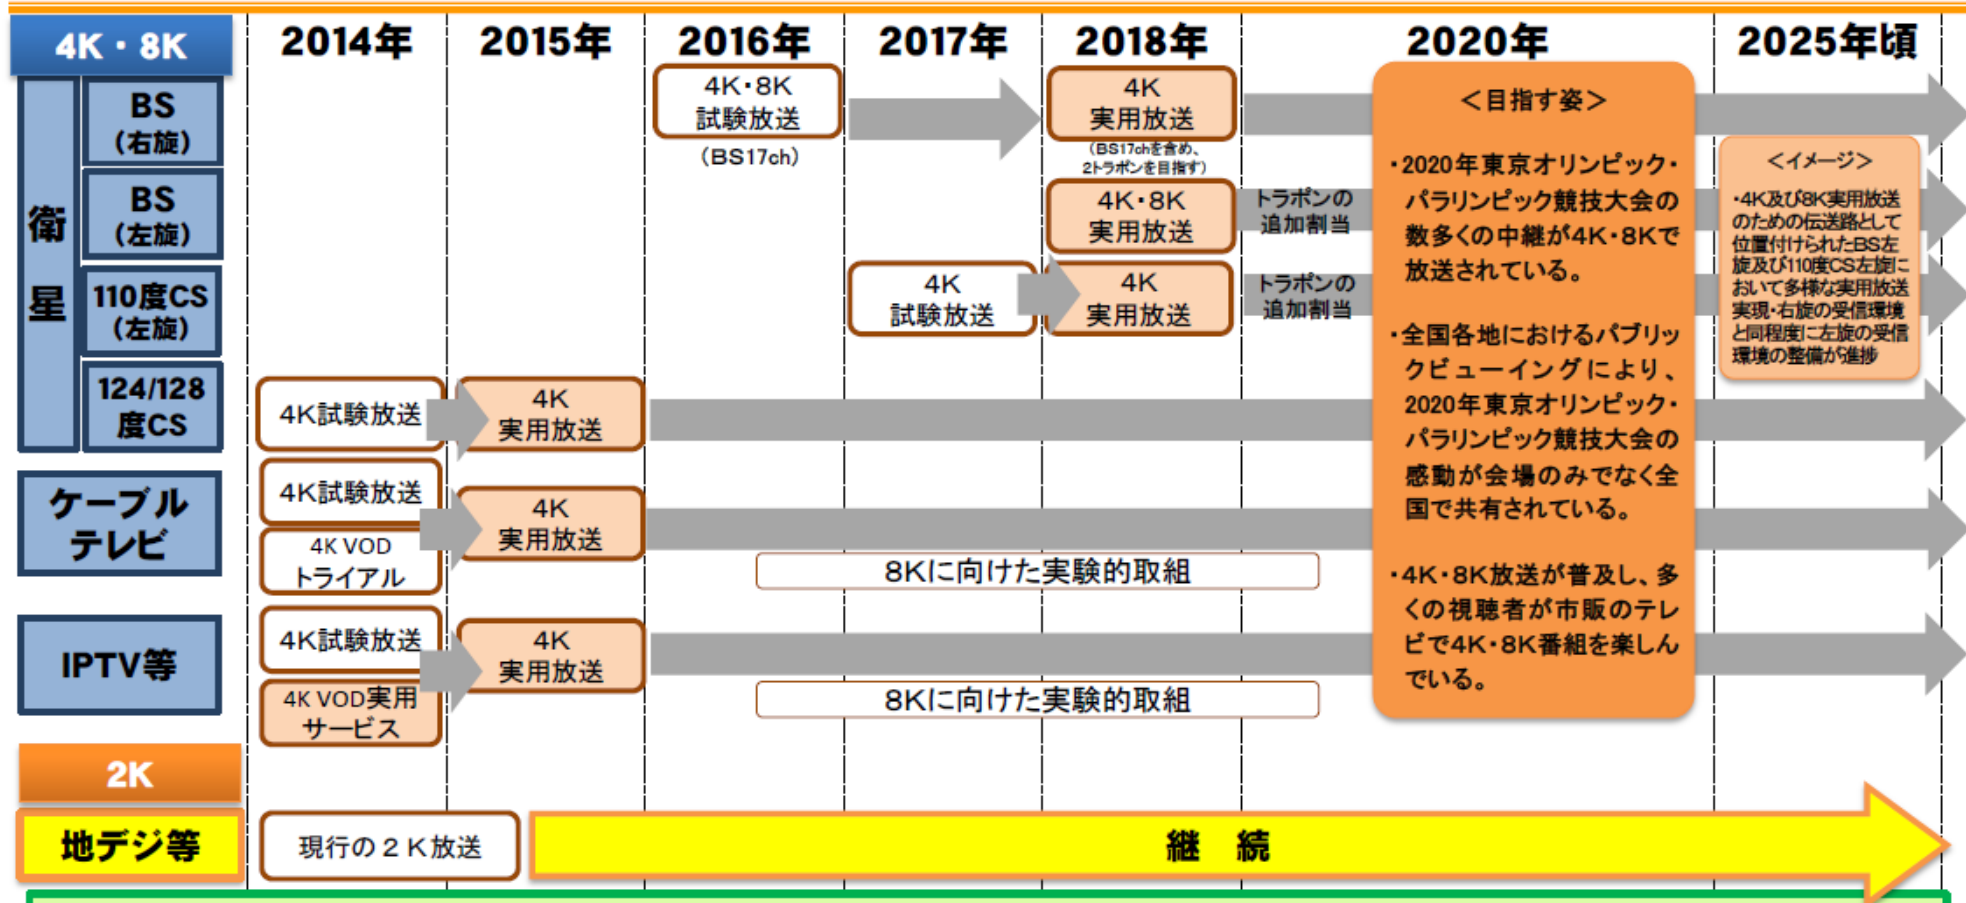 4K・8K
2014年
2015年
2016年
2017年
2018年
2020年
2025年頃
衛
星
BS
(右旋)
4K・8K
試験放送
(BS17ch)
4K
実用放送
(BS17chを含め、
2トラポンを目指す)
BS
(左旋)
4K・8K
実用放送
トラポンの
追加割当
110度CS
(左旋)
4K
試験放送
4K
実用放送
トラポンの
追加割当
124/128
度CS
4K試験放送
4K
実用放送
ケーブル
テレビ
4K試験放送
4K VOD
トライアル
4K
実用放送
8Kに向けた実験的取組
IPTV等
4K試験放送
4K VOD実用
サービス
4K
実用放送
8Kに向けた実験的取組
＜目指す姿＞
・2020年東京オリンピック・
パラリンピック競技大会の
数多くの中継が4K・8Kで
放送されている。
・全国各地におけるパブリッ
クビューイングにより、
2020年東京オリンピック・
パラリンピック競技大会の
感動が会場のみでなく全
国で共有されている。
・4K・8K放送が普及し、多
くの視聴者が市販のテレ
ビで4K・8K番組を楽しん
でいる。
＜イメージ＞
・4K及び8K実用放送
のための伝送路として
位置付けられたBS左
旋及び110度CS左旋に
おいて多様な実用放送
実現・右旋の受信環境
と同程度に左旋の受信
環境の整備が進捗
2K
地デジ等
現行の２K放送
継 続